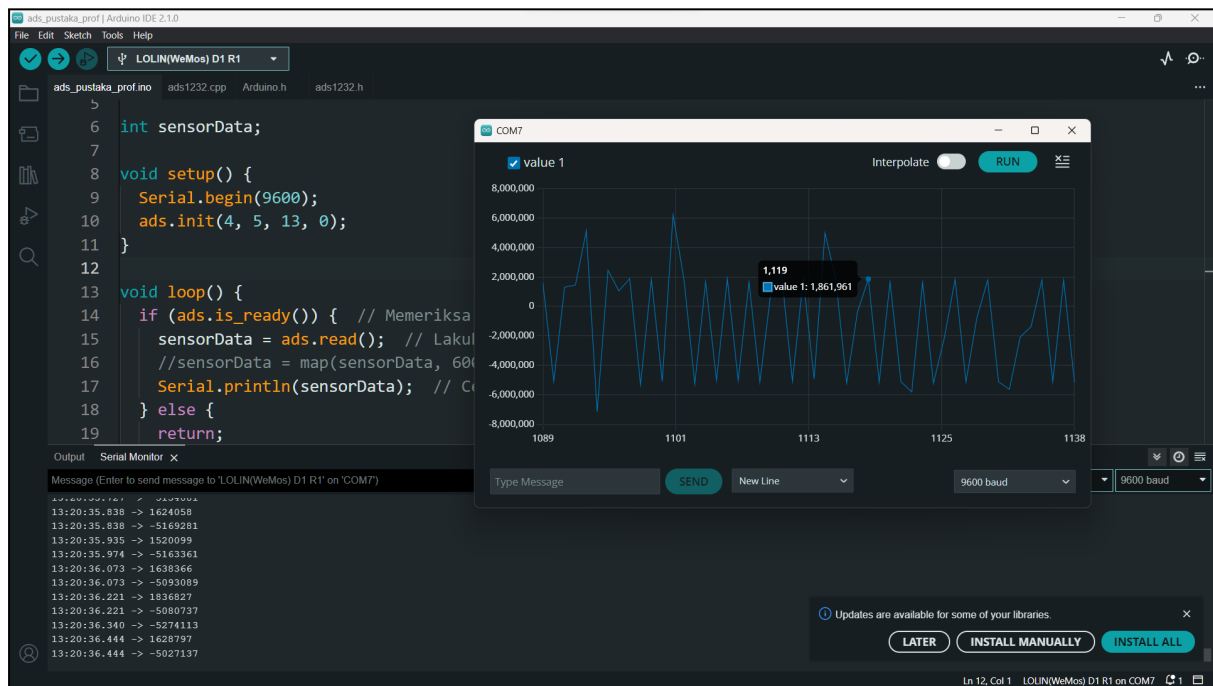 ads_pustaka_prof | Arduino IDE 2.1.0
File Edit Sketch Tools Help
LOLIN(WeMos) D1 R1
ads_pustaka_prof.ino ads1232.cpp Arduino.h ads1232.h
5
6 int sensorData;
7
8 void setup() {
9 Serial.begin(9600);
10 ads.init(4, 5, 13, 0);
11 }
12
13 void loop() {
14 if (ads.is_ready()) { // Memeriksa
15 sensorData = ads.read(); // Laku
16 //sensorData = map(sensorData, 60
17 Serial.println(sensorData); // C
18 } else {
19 return;
COM7
value 1
Interpolate RUN
8,000,000
6,000,000
4,000,000
2,000,000
0
-2,000,000
-4,000,000
-6,000,000
-8,000,000
1,119
value 1: 1,861,961
1089 1101 1113 1125 1138
Type Message SEND New Line 9600 baud
Output Serial Monitor
Message (Enter to send message to 'LOLIN(WeMos) D1 R1' on 'COM7')
9600 baud
13:20:35.838 -> 1624058
13:20:35.838 -> -5169281
13:20:35.935 -> 1520099
13:20:35.974 -> -5163361
13:20:36.073 -> 1638366
13:20:36.073 -> -5093089
13:20:36.221 -> 1836827
13:20:36.221 -> -5080737
13:20:36.340 -> -5274113
13:20:36.444 -> 1628797
13:20:36.444 -> -5027137
Updates are available for some of your libraries.
LATER INSTALL MANUALLY INSTALL ALL
Ln 12, Col 1 LOLIN(WeMos) D1 R1 on COM7 1